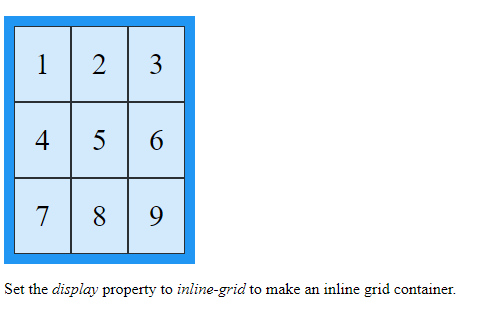 1 2 3
4 5 6
7 8 9
Set the display property to inline-grid to make an inline grid container.